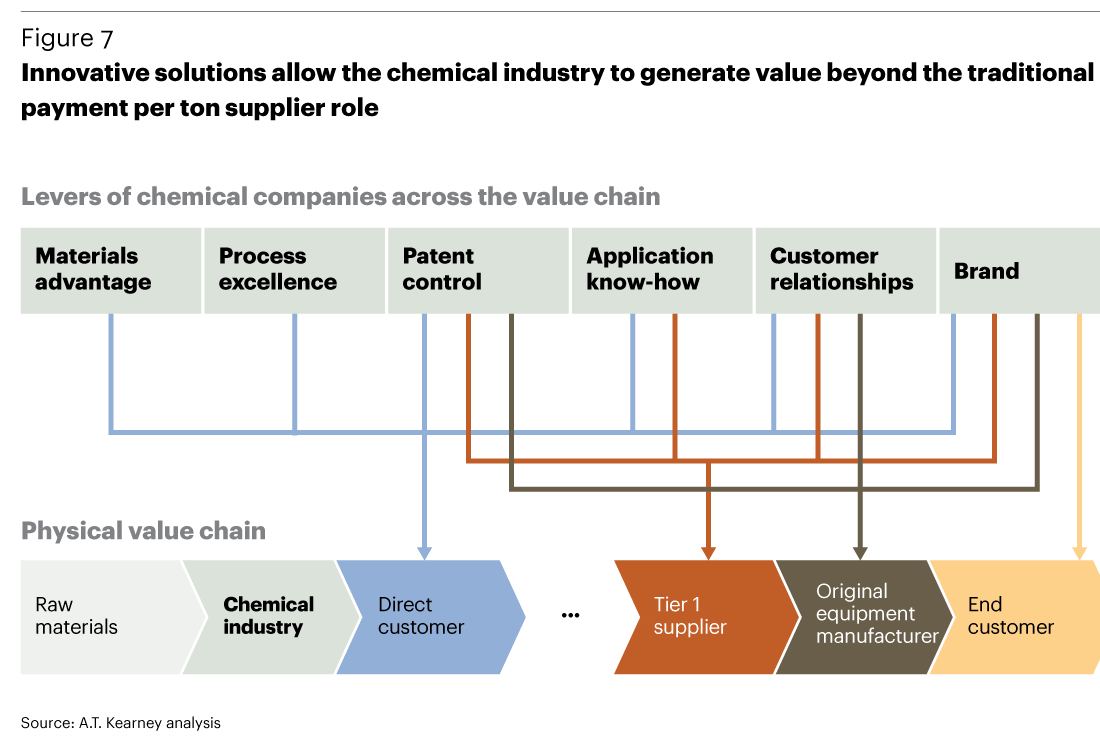 Figure 7
Innovative solutions allow the chemical industry to generate value beyond the traditional
payment per ton supplier role
Levers of chemical companies across the value chain
Materials
advantage
Process
excellence
Patent
control
Application
know-how
Customer
relationships
Brand
Physical value chain
Raw
materials
Chemical
industry
Direct
customer
...
Tier 1
supplier
Original
equipment
manufacturer
End
customer
Source: A.T. Kearney analysis